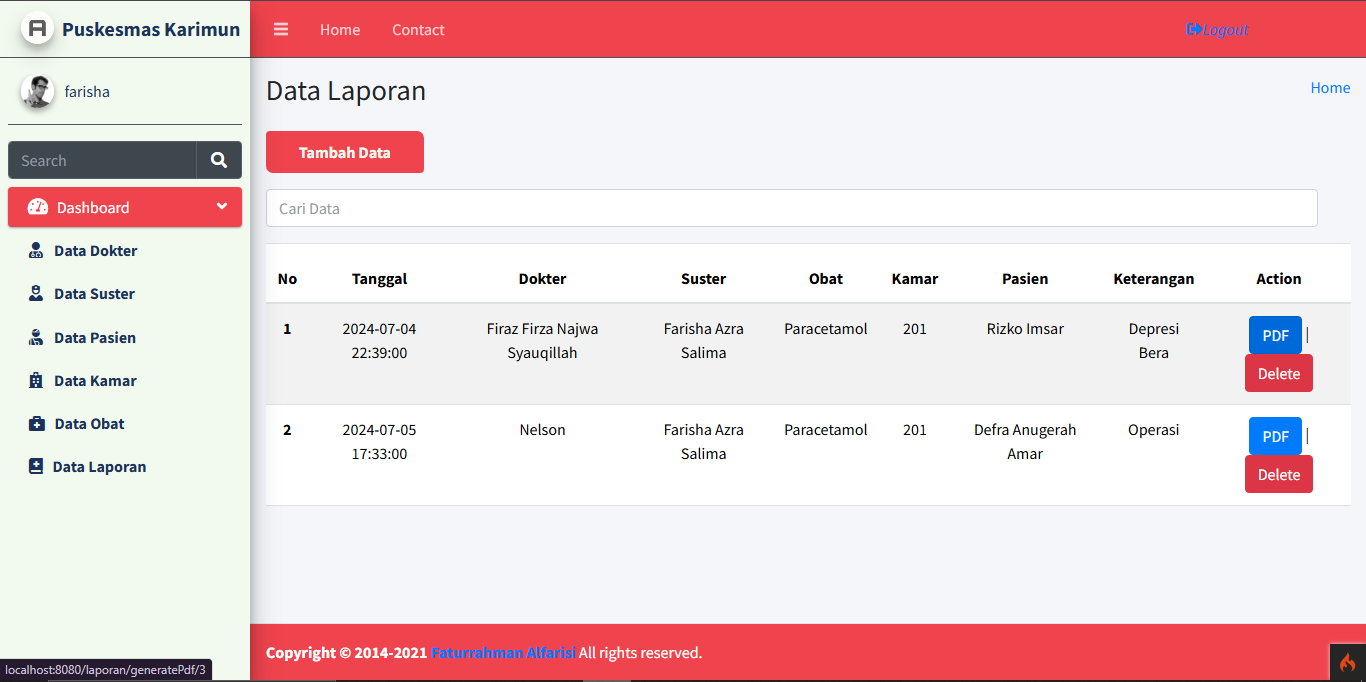 Puskesmas Karimun
Home
Contact
Logout
farisha
Search
Dashboard
Data Dokter
Data Suster
Data Pasien
Data Kamar
Data Obat
Data Laporan
Data Laporan
Home
Tambah Data
Cari Data
No Tanggal Dokter Suster Obat Kamar Pasien Keterangan Action
1 2024-07-04 Firaz Firza Najwa Farisha Azra Paracetamol 201 Rizko Imsar Depresi PDF |
22:39:00 Syauqillah Salima Bera
Delete
2 2024-07-05 Nelson Farisha Azra Paracetamol 201 Defra Anugerah Operasi PDF |
17:33:00 Salima Amar
Delete
Copyright © 2014-2021 Faturrahman Alfarisi All rights reserved.
localhost:8080/laporan/generatePdf/3